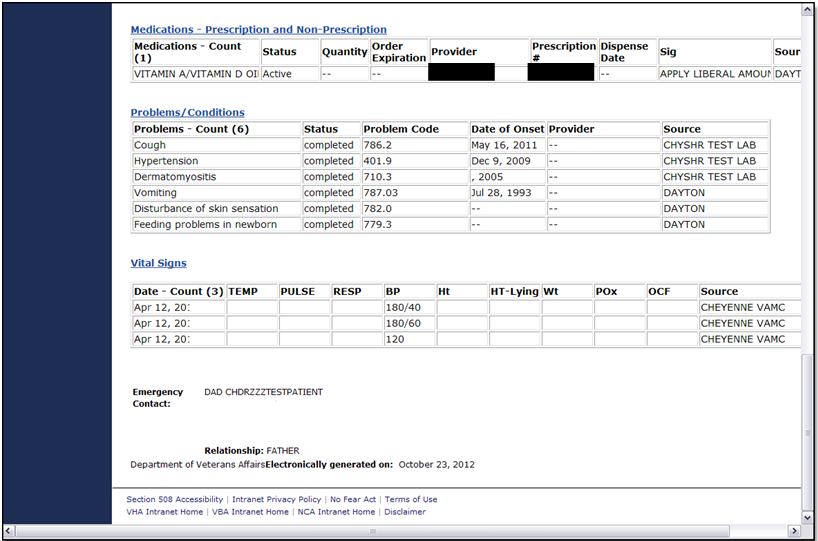 Medications - Prescription and Non-Prescription
Medications - Count (1) Status Quantity Order Expiration Provider Prescription # Dispense Date Sig Sour
VITAMIN A/VITAMIN D OI Active -- -- -- APPLY LIBERAL AMOUN DAYT
Problems/Conditions
Problems - Count (6) Status Problem Code Date of Onset Provider Source
Cough completed 786.2 May 16, 2011 -- CHYSHR TEST LAB
Hypertension completed 401.9 Dec 9, 2009 -- CHYSHR TEST LAB
Dermatomyositis completed 710.3 , 2005 -- CHYSHR TEST LAB
Vomiting completed 787.03 Jul 28, 1993 -- DAYTON
Disturbance of skin sensation completed 782.0 -- -- DAYTON
Feeding problems in newborn completed 779.3 -- -- DAYTON
Vital Signs
Date - Count (3) TEMP PULSE RESP BP Ht HT-Lying Wt POx OCF Source
Apr 12, 201 180/40 CHEYENNE VAMC
Apr 12, 201 180/60 CHEYENNE VAMC
Apr 12, 201 120 CHEYENNE VAMC
Emergency Contact: DAD CHDRZZZTESTPATIENT
Relationship: FATHER
Department of Veterans AffairsElectronically generated on: October 23, 2012
Section 508 Accessibility | Intranet Privacy Policy | No Fear Act | Terms of Use
VHA Intranet Home | VBA Intranet Home | NCA Intranet Home | Disclaimer